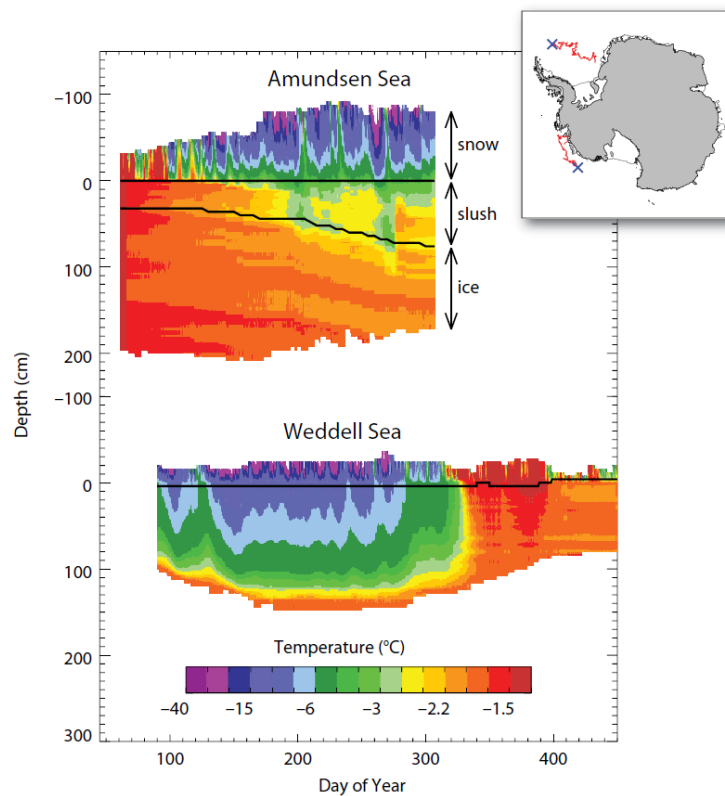 Amundsen Sea
snow
slush
ice
−100
0
100
200
−100
0
100
200
300
Depth (cm)
Weddell Sea
Temperature (°C)
−40 −15 −6 −3 −2.2 −1.5
100 200 300 400
Day of Year